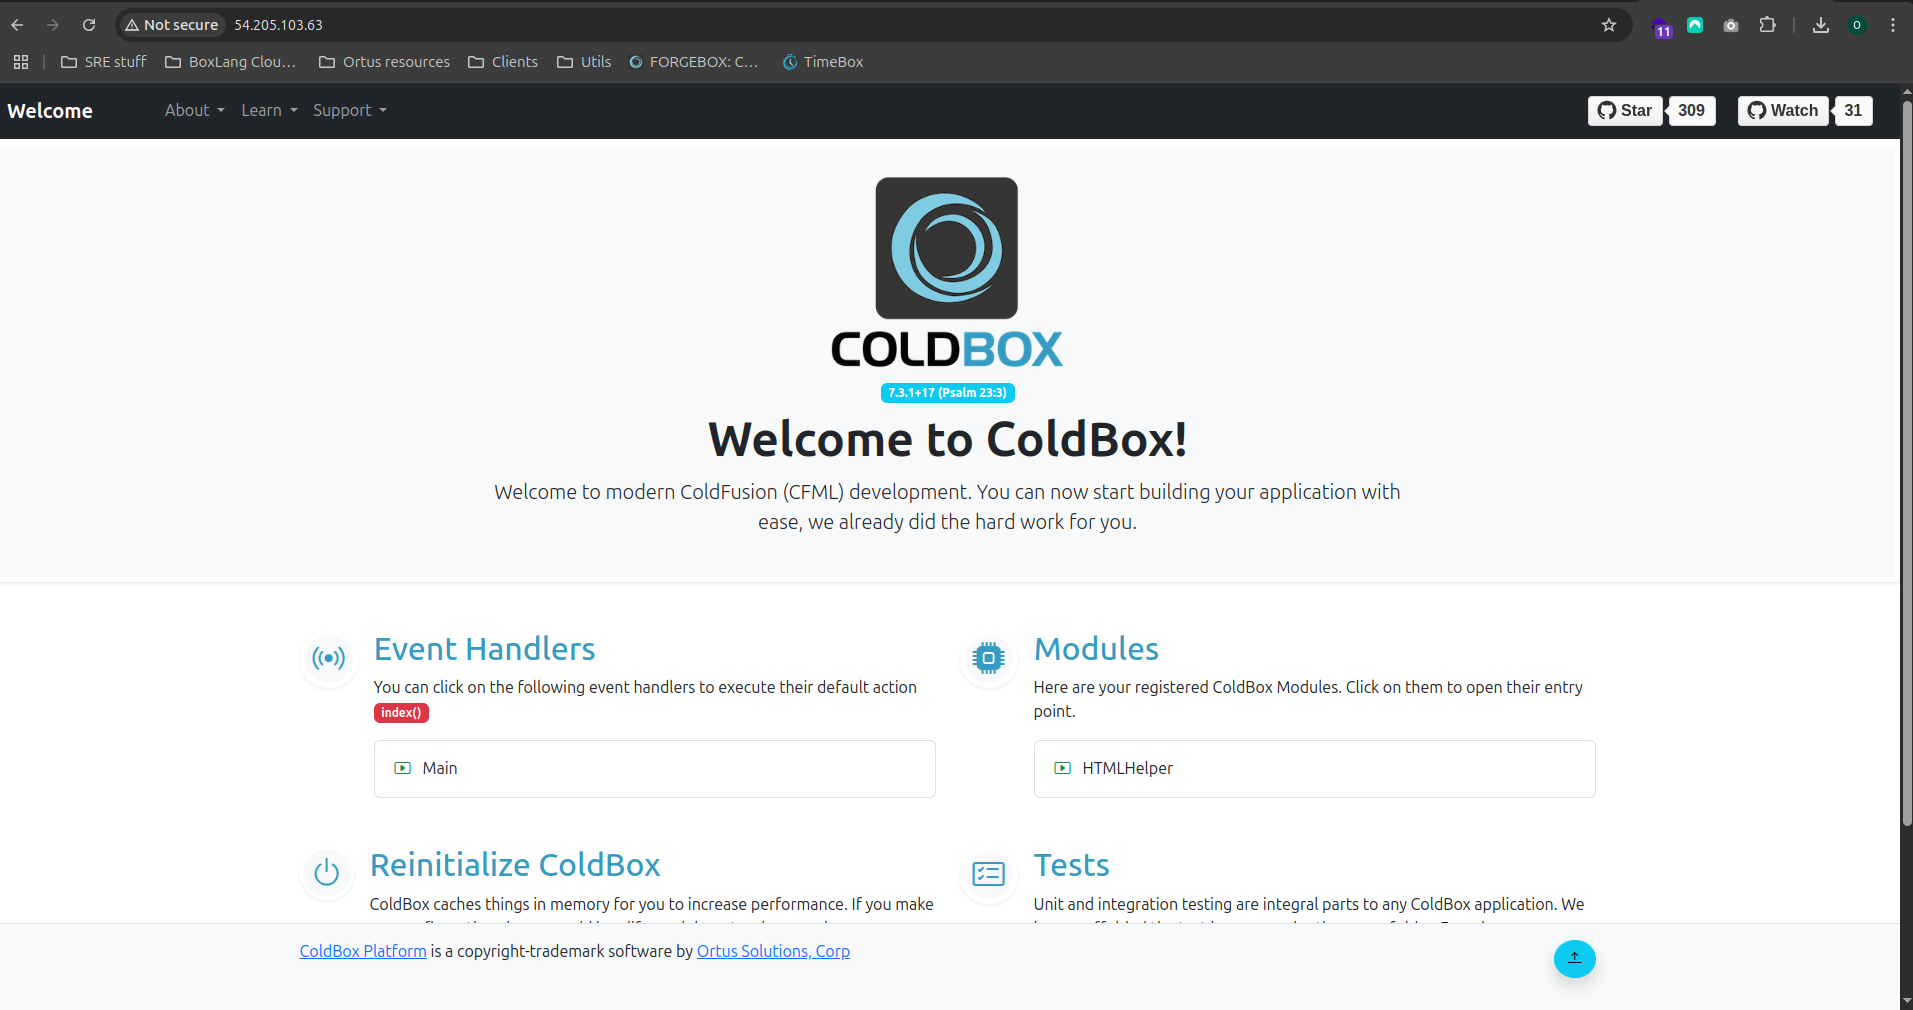 Not secure 54.205.103.63
11
O
SRE stuff BoxLang Clou... Ortus resources Clients Utils FORGEBOX: C... TimeBox
Welcome About Learn Support Star 309 Watch 31
COLDBOX
7.3.1+17 (Psalm 23:3)
Welcome to ColdBox!
Welcome to modern ColdFusion (CFML) development. You can now start building your application with
ease, we already did the hard work for you.
Event Handlers
You can click on the following event handlers to execute their default action
index()
Main
Modules
Here are your registered ColdBox Modules. Click on them to open their entry
point.
HTMLHelper
Reinitialize ColdBox
ColdBox caches things in memory for you to increase performance. If you make
Tests
Unit and integration testing are integral parts to any ColdBox application. We
ColdBox Platform is a copyright-trademark software by Ortus Solutions, Corp